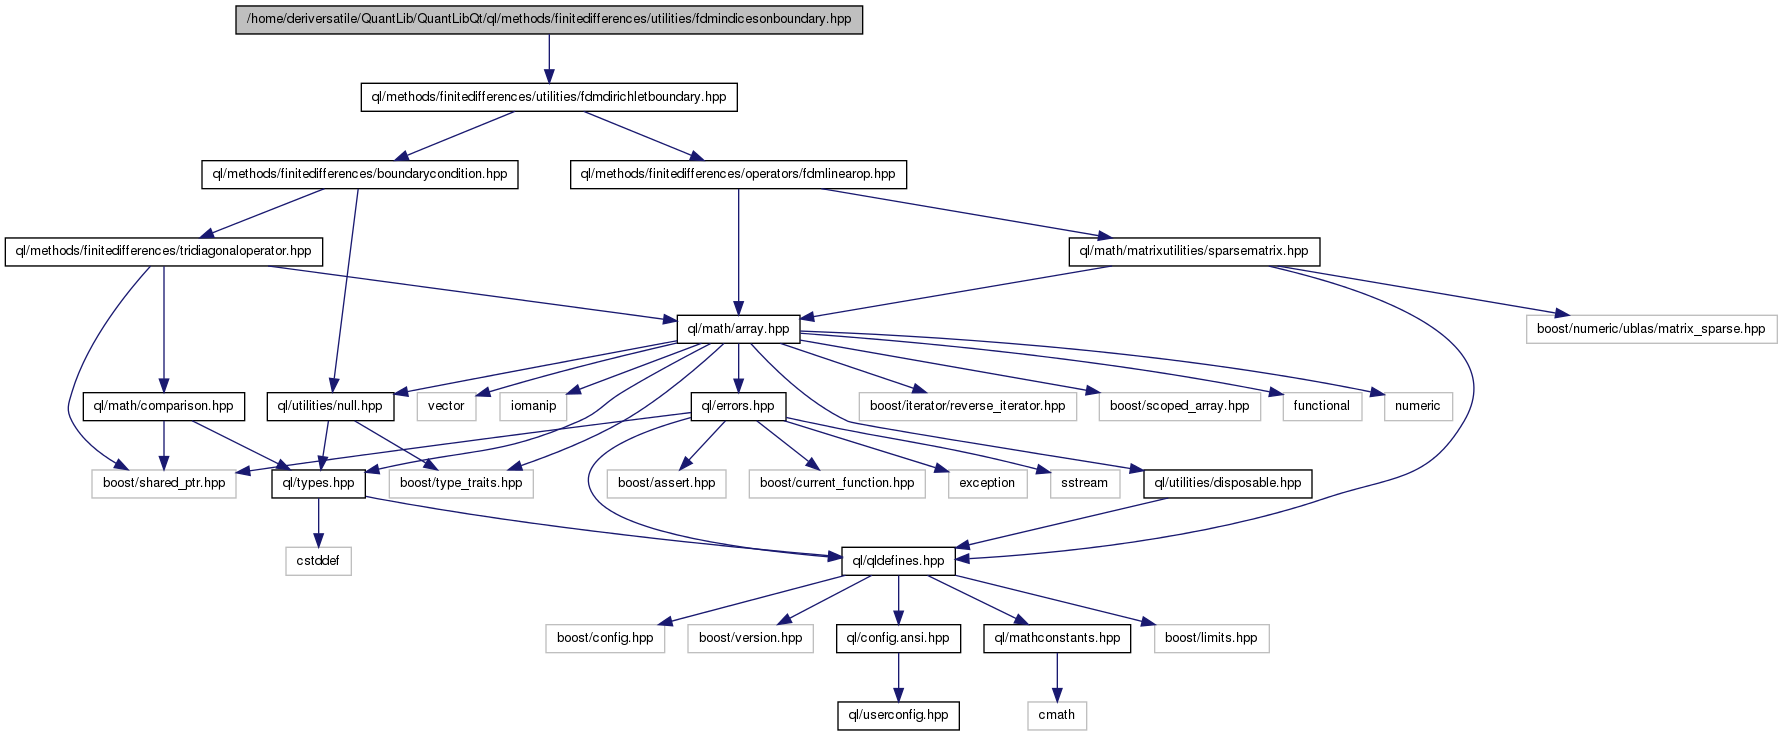 /home/deriversatile/QuantLib/QuantLibQt/ql/methods/finitedifferences/utilities/fdmindicesonboundary.hpp
ql/methods/finitedifferences/utilities/fdmdirichletboundary.hpp
ql/methods/finitedifferences/boundarycondition.hpp
ql/methods/finitedifferences/operators/fdmlinearop.hpp
ql/methods/finitedifferences/tridiagonaloperator.hpp
ql/math/matrixutilities/sparsematrix.hpp
ql/math/array.hpp
boost/numeric/ublas/matrix_sparse.hpp
ql/math/comparison.hpp
ql/utilities/null.hpp
vector
iomanip
ql/errors.hpp
boost/iterator/reverse_iterator.hpp
boost/scoped_array.hpp
functional
numeric
boost/shared_ptr.hpp
ql/types.hpp
boost/type_traits.hpp
boost/assert.hpp
boost/current_function.hpp
exception
sstream
ql/utilities/disposable.hpp
cstddef
ql/qldefines.hpp
boost/config.hpp
boost/version.hpp
ql/config.ansi.hpp
ql/mathconstants.hpp
boost/limits.hpp
ql/userconfig.hpp
cmath